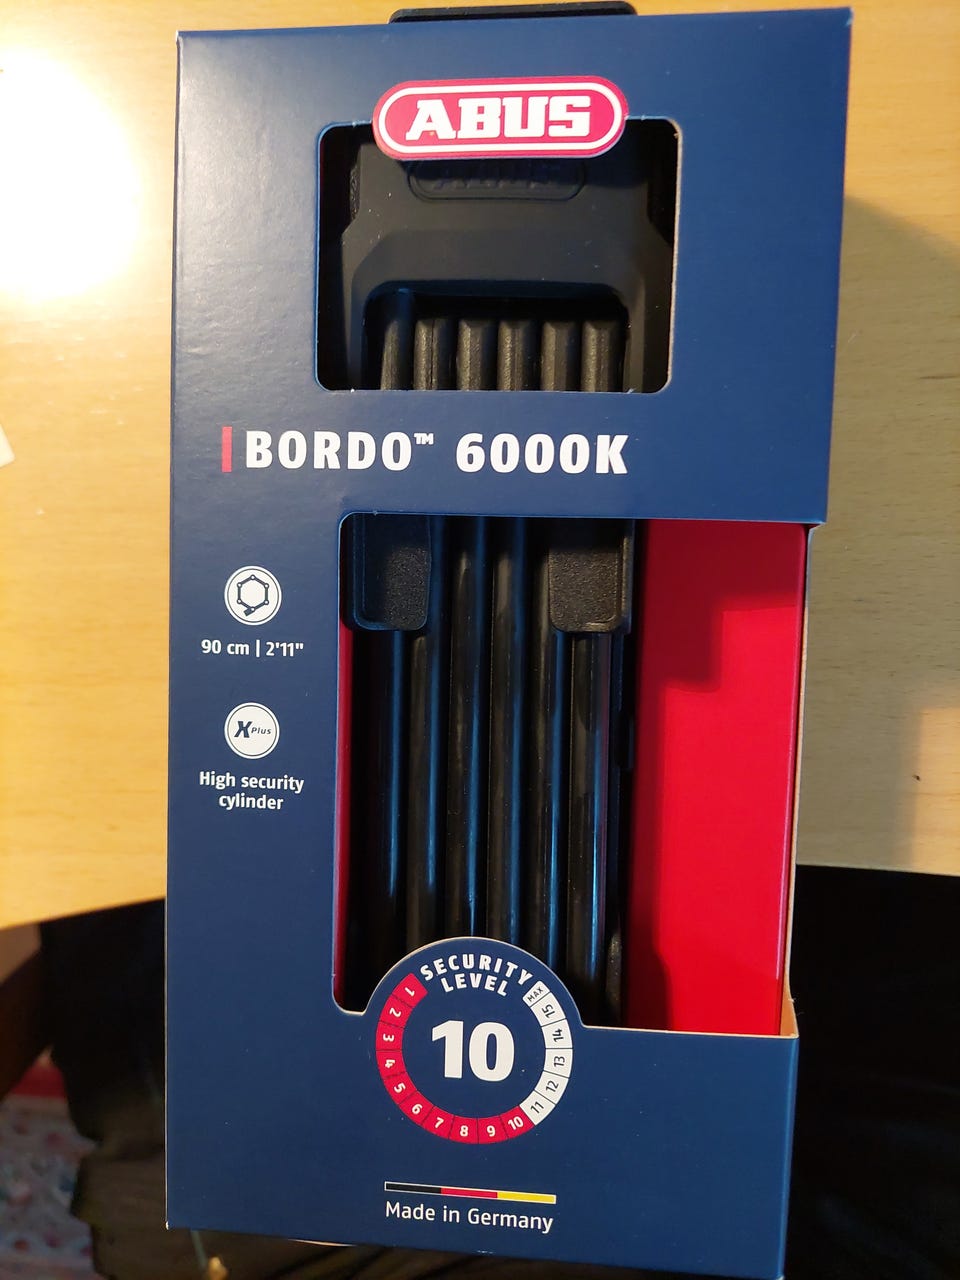 ABUS
BORDO™ 6000K
90 cm | 2'11"
XPlus
High security
cylinder
SECURITY
LEVEL
1 2 3 4 5 6 7 8 9 10 11 12 13 14 15 MAX
10
Made in Germany